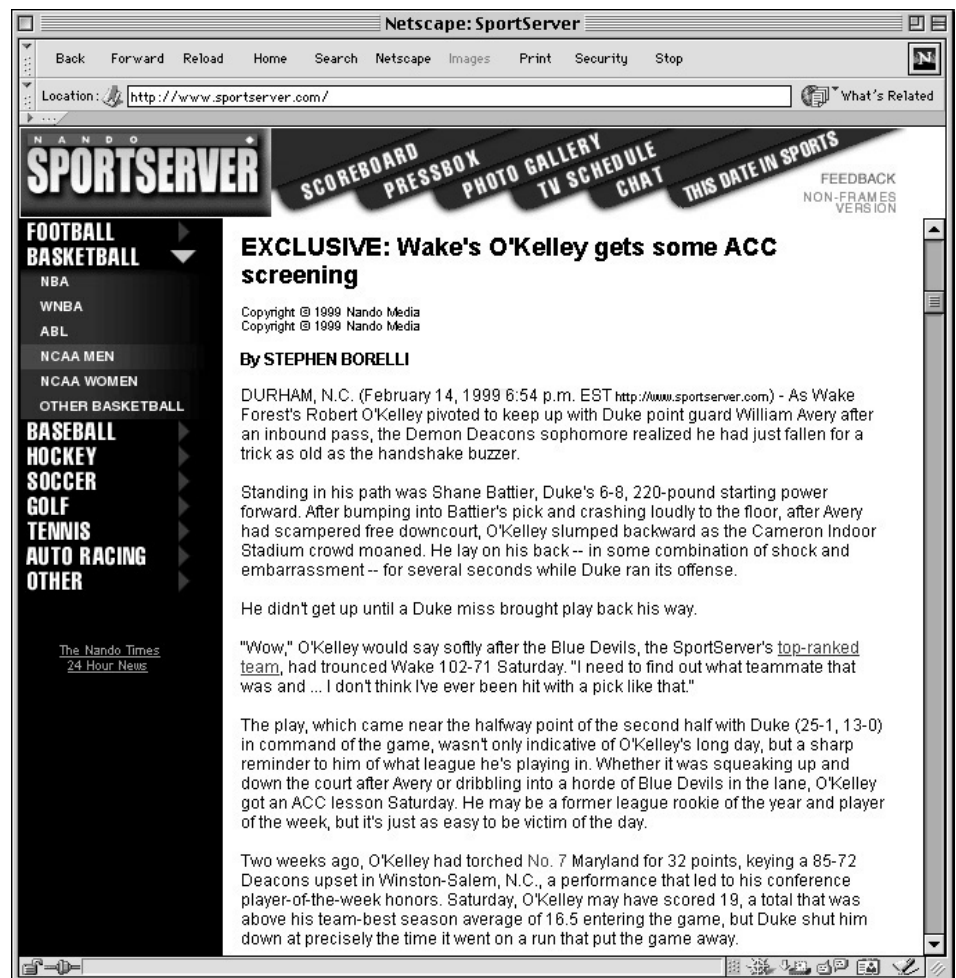 Netscape: SportServer
Back Forward Reload Home Search Netscape Images Print Security Stop
N
Location: http://www.sportserver.com/ What's Related
...
NANDO
SPORTSERVER
SCOREBOARD
PRESSBOX
PHOTO GALLERY
TV SCHEDULE
CHAT
THIS DATE IN SPORTS
FEEDBACK
NON-FRAMES
VERSION
FOOTBALL
BASKETBALL
NBA
WNBA
ABL
NCAA MEN
NCAA WOMEN
OTHER BASKETBALL
BASEBALL
HOCKEY
SOCCER
GOLF
TENNIS
AUTO RACING
OTHER
The Nando Times
24 Hour News
EXCLUSIVE: Wake's O'Kelley gets some ACC
screening
Copyright © 1999 Nando Media
Copyright © 1999 Nando Media
By STEPHEN BORELLI
DURHAM, N.C. (February 14, 1999 6:54 p.m. EST http://www.sportserver.com) - As Wake
Forest's Robert O'Kelley pivoted to keep up with Duke point guard William Avery after
an inbound pass, the Demon Deacons sophomore realized he had just fallen for a
trick as old as the handshake buzzer.
Standing in his path was Shane Battier, Duke's 6-8, 220-pound starting power
forward. After bumping into Battier's pick and crashing loudly to the floor, after Avery
had scampered free downcourt, O'Kelley slumped backward as the Cameron Indoor
Stadium crowd moaned. He lay on his back -- in some combination of shock and
embarrassment -- for several seconds while Duke ran its offense.
He didn't get up until a Duke miss brought play back his way.
"Wow," O'Kelley would say softly after the Blue Devils, the SportServer's top-ranked
team, had trounced Wake 102-71 Saturday. "I need to find out what teammate that
was and ... I don't think I've ever been hit with a pick like that."
The play, which came near the halfway point of the second half with Duke (25-1, 13-0)
in command of the game, wasn't only indicative of O'Kelley's long day, but a sharp
reminder to him of what league he's playing in. Whether it was squeaking up and
down the court after Avery or dribbling into a horde of Blue Devils in the lane, O'Kelley
got an ACC lesson Saturday. He may be a former league rookie of the year and player
of the week, but it's just as easy to be victim of the day.
Two weeks ago, O'Kelley had torched No. 7 Maryland for 32 points, keying a 85-72
Deacons upset in Winston-Salem, N.C., a performance that led to his conference
player-of-the-week honors. Saturday, O'Kelley may have scored 19, a total that was
above his team-best season average of 16.5 entering the game, but Duke shut him
down at precisely the time it went on a run that put the game away.